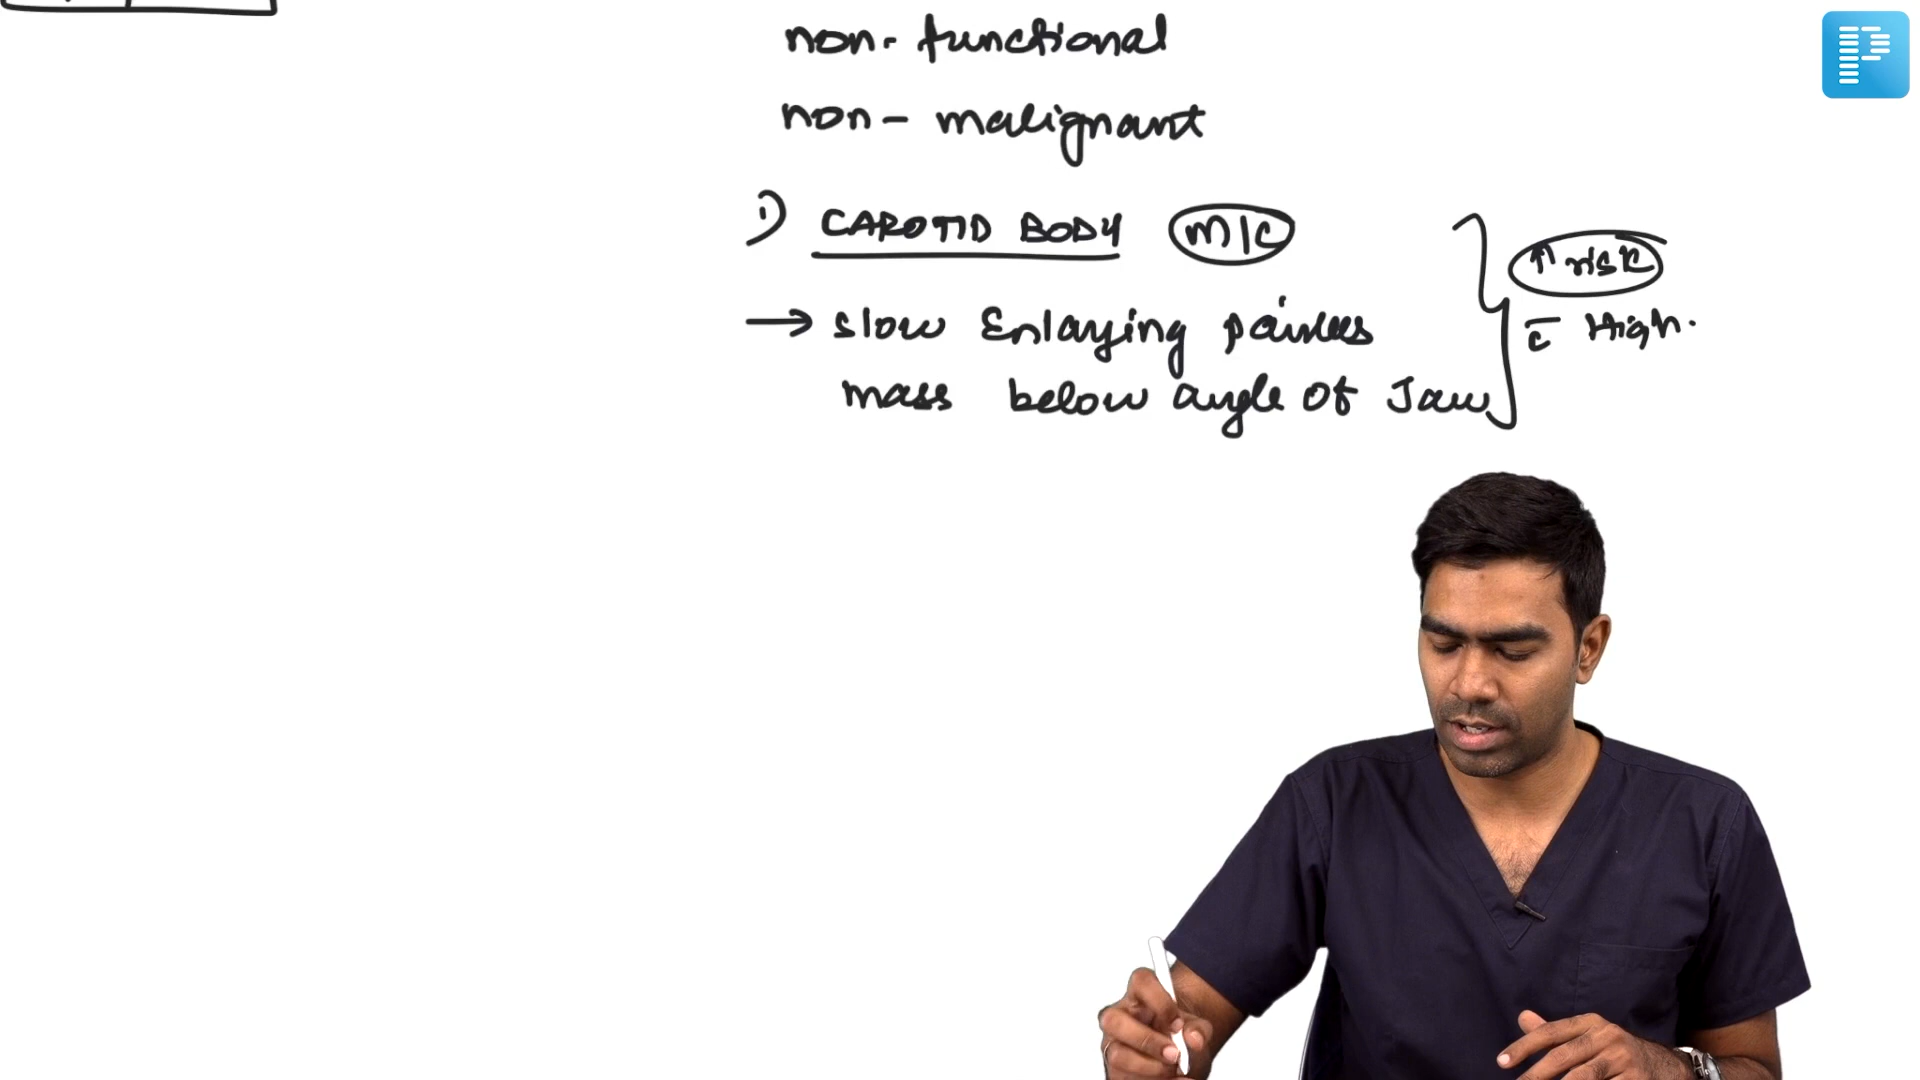 non-functional
non-malignant
1) CAROTID BODY M/C
→ slow Enlarging painless
mass below angle of Jaw
↑ risk
c̄ High.